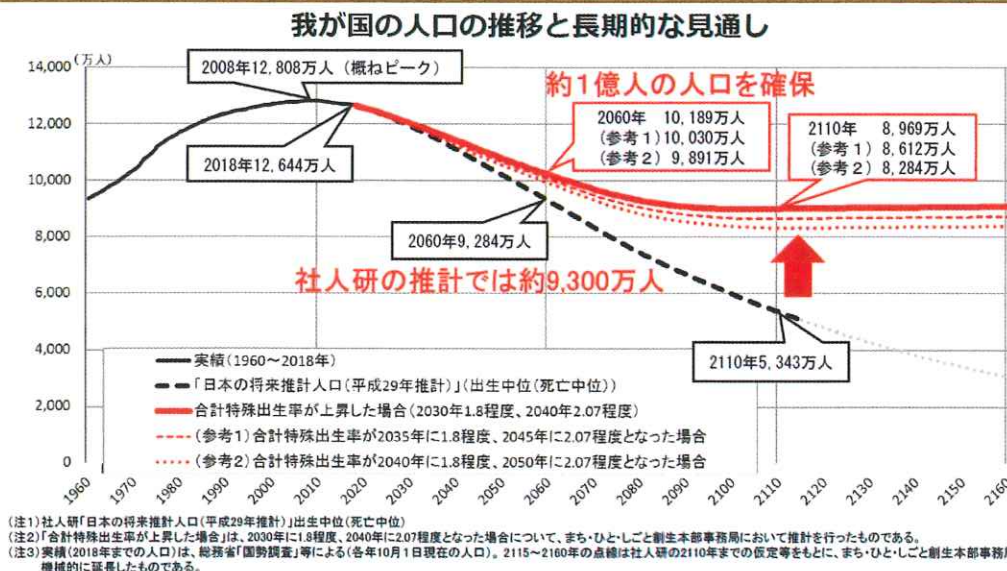 我が国の人口の推移と長期的な見通し
(万人)
14,000
12,000
10,000
8,000
6,000
4,000
2,000
0
2008年12,808万人（概ねピーク）
2018年12,644万人
約1億人の人口を確保
2060年 10,189万人
(参考1)10,030万人
(参考2) 9,891万人
2110年 8,969万人
(参考1) 8,612万人
(参考2) 8,284万人
2060年9,284万人
社人研の推計では約9,300万人
2110年5,343万人
実績(1960～2018年)
「日本の将来推計人口(平成29年推計)」(出生中位(死亡中位))
合計特殊出生率が上昇した場合(2030年1.8程度、2040年2.07程度)
(参考1)合計特殊出生率が2035年に1.8程度、2045年に2.07程度となった場合
(参考2)合計特殊出生率が2040年に1.8程度、2050年に2.07程度となった場合
1960 1970 1980 1990 2000 2010 2020 2030 2040 2050 2060 2070 2080 2090 2100 2110 2120 2130 2140 2150 2160
(注1)社人研「日本の将来推計人口(平成29年推計)」出生中位(死亡中位)
(注2)「合計特殊出生率が上昇した場合」は、2030年に1.8程度、2040年に2.07程度となった場合について、まち・ひと・しごと創生本部事務局において推計を行ったものである。
(注3)実績(2018年までの人口)は、総務省「国勢調査」等による(各年10月1日現在の人口)。2115～2160年の点線は社人研の2110年までの仮定等をもとに、まち・ひと・しごと創生本部事務局
機械的に延長したものである。